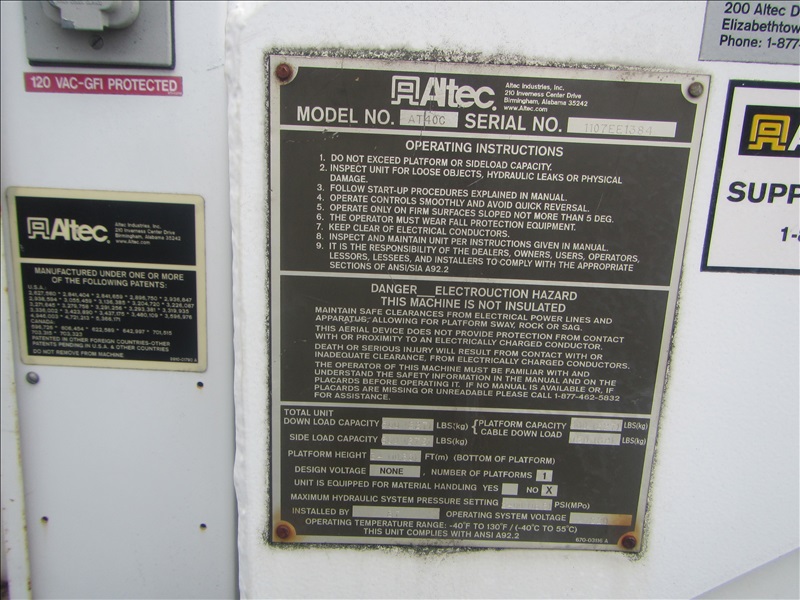 200 Altec D
Elizabethtow
Phone: 1-877-
120 VAC-GFI PROTECTED
Altec
Altec Industries, Inc.
210 Inverness Center Drive
Birmingham, Alabama 35242
www.Altec.com
MODEL NO. AT40C SERIAL NO. 1107EE1384
OPERATING INSTRUCTIONS
1. DO NOT EXCEED PLATFORM OR SIDELOAD CAPACITY.
2. INSPECT UNIT FOR LOOSE OBJECTS, HYDRAULIC LEAKS OR PHYSICAL
DAMAGE.
3. FOLLOW START-UP PROCEDURES EXPLAINED IN MANUAL.
4. OPERATE CONTROLS SMOOTHLY AND AVOID QUICK REVERSAL.
5. OPERATE ONLY ON FIRM SURFACES SLOPED NOT MORE THAN 5 DEG.
6. THE OPERATOR MUST WEAR FALL PROTECTION EQUIPMENT.
7. KEEP CLEAR OF ELECTRICAL CONDUCTORS.
8. INSPECT AND MAINTAIN UNIT PER INSTRUCTIONS GIVEN IN MANUAL.
9. IT IS THE RESPONSIBILITY OF THE DEALERS, OWNERS, USERS, OPERATORS,
LESSORS, LESSEES, AND INSTALLERS TO COMPLY WITH THE APPROPRIATE
SECTIONS OF ANSI/SIA A92.2
DANGER ELECTROUCTION HAZARD
THIS MACHINE IS NOT INSULATED
MAINTAIN SAFE CLEARANCES FROM ELECTRICAL POWER LINES AND
APPARATUS, ALLOWING FOR PLATFORM SWAY, ROCK OR SAG.
THIS AERIAL DEVICE DOES NOT PROVIDE PROTECTION FROM CONTACT
WITH OR PROXIMITY TO AN ELECTRICALLY CHARGED CONDUCTOR.
DEATH OR SERIOUS INJURY WILL RESULT FROM CONTACT WITH OR
INADEQUATE CLEARANCE, FROM ELECTRICALLY CHARGED CONDUCTORS.
THE OPERATOR OF THIS MACHINE MUST BE FAMILIAR WITH AND
UNDERSTAND THE SAFETY INFORMATION IN THE MANUAL AND ON THE
PLACARDS BEFORE OPERATING IT. IF NO MANUAL IS AVAILABLE OR, IF
PLACARDS ARE MISSING OR UNREADABLE PLEASE CALL 1-877-462-5832
FOR ASSISTANCE.
TOTAL UNIT
DOWN LOAD CAPACITY LBS(kg) { PLATFORM CAPACITY LBS(kg)
CABLE DOWN LOAD LBS(kg)
SIDE LOAD CAPACITY LBS(kg)
PLATFORM HEIGHT FT(m) (BOTTOM OF PLATFORM)
DESIGN VOLTAGE NONE , NUMBER OF PLATFORMS 1
UNIT IS EQUIPPED FOR MATERIAL HANDLING YES NO X
MAXIMUM HYDRAULIC SYSTEM PRESSURE SETTING PSI(MPo)
INSTALLED BY OPERATING SYSTEM VOLTAGE
OPERATING TEMPERATURE RANGE: -40°F TO 130°F / (-40°C TO 55°C)
THIS UNIT COMPLIES WITH ANSI A92.2
Altec
Altec Industries, Inc.
210 Inverness Center Drive
Birmingham, Alabama 35242
www.Altec.com
MANUFACTURED UNDER ONE OR MORE
OF THE FOLLOWING PATENTS:
U.S.A.:
CANADA:
PATENTED IN OTHER FOREIGN COUNTRIES-OTHER
PATENTS PENDING IN U.S.A. & OTHER COUNTRIES
DO NOT REMOVE FROM MACHINE
SUPP
1-8